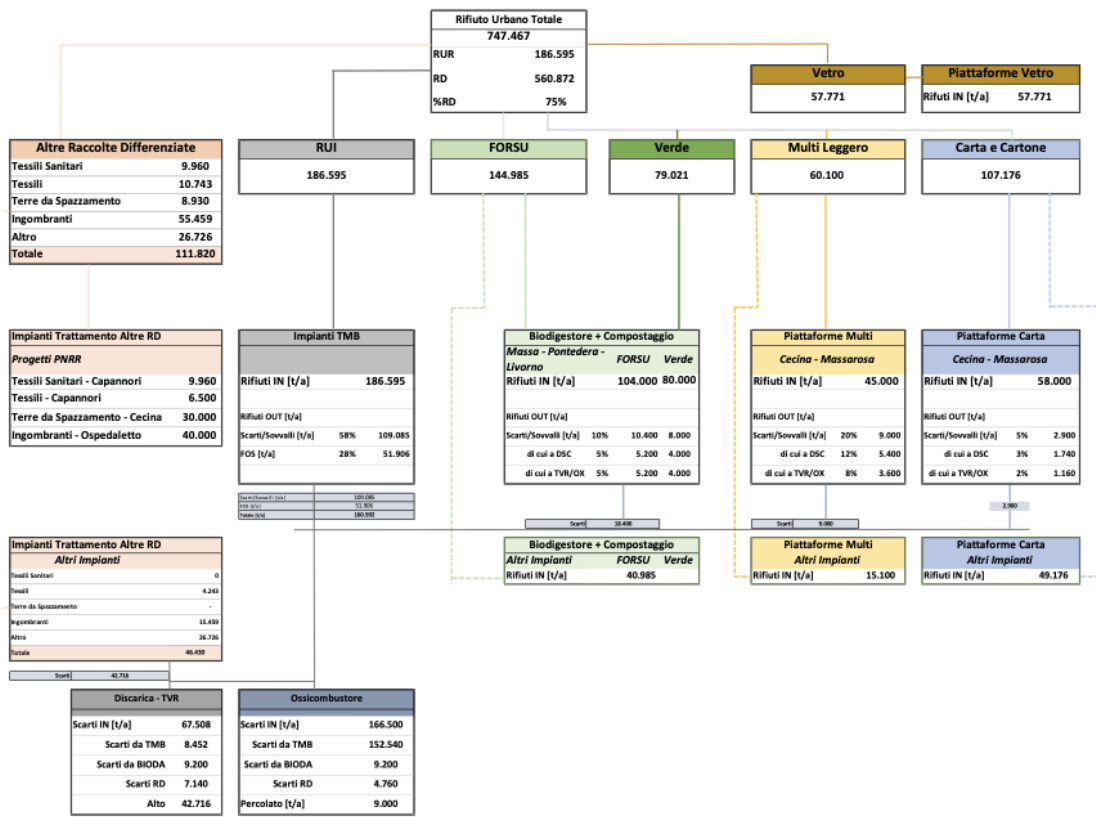 Rifiuto Urbano Totale
747.467
RUR 186.595
RD 560.872
%RD 75%
Vetro
57.771
Piattaforme Vetro
Rifuti IN [t/a] 57.771
Altre Raccolte Differenziate
Tessili Sanitari 9.960
Tessili 10.743
Terre da Spazzamento 8.930
Ingombranti 55.459
Altro 26.726
Totale 111.820
RUI
186.595
FORSU
144.985
Verde
79.021
Multi Leggero
60.100
Carta e Cartone
107.176
Impianti Trattamento Altre RD
Progetti PNRR
Tessili Sanitari - Capannori 9.960
Tessili - Capannori 6.500
Terre da Spazzamento - Cecina 30.000
Ingombranti - Ospedaletto 40.000
Impianti TMB
Rifiuti IN [t/a] 186.595
Rifiuti OUT [t/a]
Scarti/Sovvalli [t/a] 58% 109.085
FOS [t/a] 28% 51.906
Scarti/Sovvalli [t/a] 109.085
FOS [t/a] 51.906
Totale [t/a] 160.992
Biodigestore + Compostaggio
Massa - Pontedera - Livorno FORSU Verde
Rifiuti IN [t/a] 104.000 80.000
Rifiuti OUT [t/a]
Scarti/Sovvalli [t/a] 10% 10.400 8.000
di cui a DSC 5% 5.200 4.000
di cui a TVR/OX 5% 5.200 4.000
Scarti 18.400
Piattaforme Multi
Cecina - Massarosa
Rifiuti IN [t/a] 45.000
Rifiuti OUT [t/a]
Scarti/Sovvalli [t/a] 20% 9.000
di cui a DSC 12% 5.400
di cui a TVR/OX 8% 3.600
Scarti 9.000
Piattaforme Carta
Cecina - Massarosa
Rifiuti IN [t/a] 58.000
Rifiuti OUT [t/a]
Scarti/Sovvalli [t/a] 5% 2.900
di cui a DSC 3% 1.740
di cui a TVR/OX 2% 1.160
2.900
Impianti Trattamento Altre RD
Altri Impianti
Tessili Sanitari 0
Tessili 4.243
Terre da Spazzamento -
Ingombranti 15.459
Altro 26.726
Totale 46.430
Scarti 42.716
Biodigestore + Compostaggio
Altri Impianti FORSU Verde
Rifiuti IN [t/a] 40.985
Piattaforme Multi
Altri Impianti
Rifiuti IN [t/a] 15.100
Piattaforme Carta
Altri Impianti
Rifiuti IN [t/a] 49.176
Discarica - TVR
Scarti IN [t/a] 67.508
Scarti da TMB 8.452
Scarti da BIODA 9.200
Scarti RD 7.140
Alto 42.716
Ossicombustore
Scarti IN [t/a] 166.500
Scarti da TMB 152.540
Scarti da BIODA 9.200
Scarti RD 4.760
Percolato [t/a] 9.000